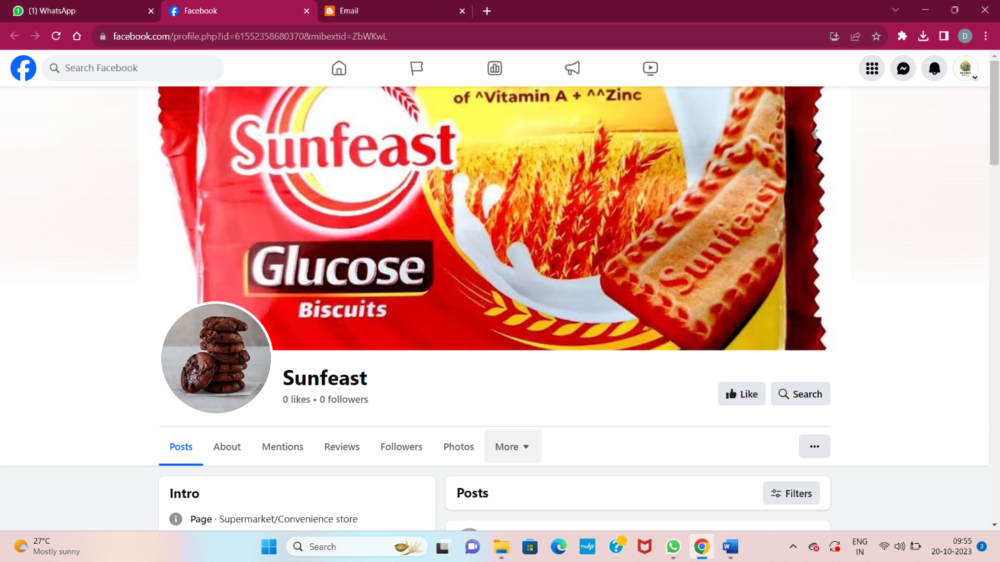 (1) WhatsApp
Facebook
Email
facebook.com/profile.php?id=61552358680370&mibextid=ZbWKwL
D
Search Facebook
of ^Vitamin A + ^^Zinc
Sunfeast
Sunfeast
Glucose
Biscuits
Sunfeast
0 likes • 0 followers
Like
Search
Posts
About
Mentions
Reviews
Followers
Photos
More
Intro
Posts
Filters
Page · Supermarket/Convenience store
27°C
Mostly sunny
Search
myhp
ENG
IN
09:55
20-10-2023
3